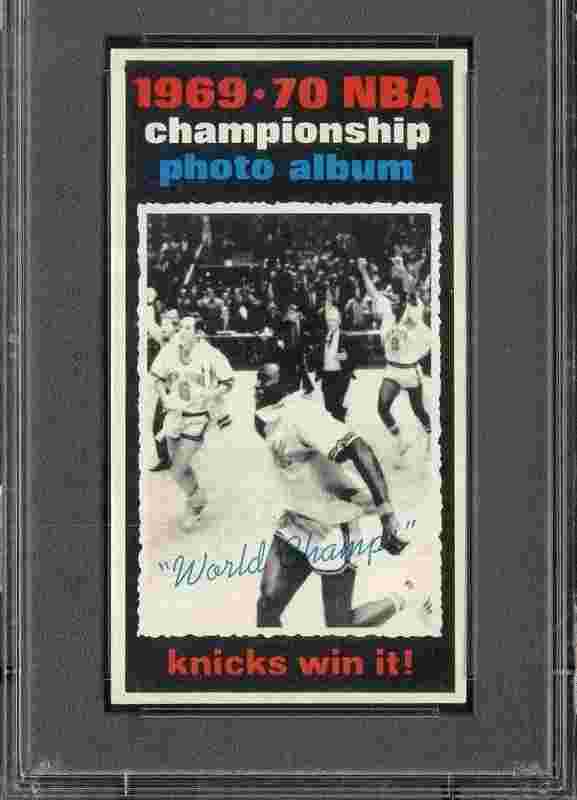 1969·70 NBA
championship
photo album
"World Champs"
knicks win it!